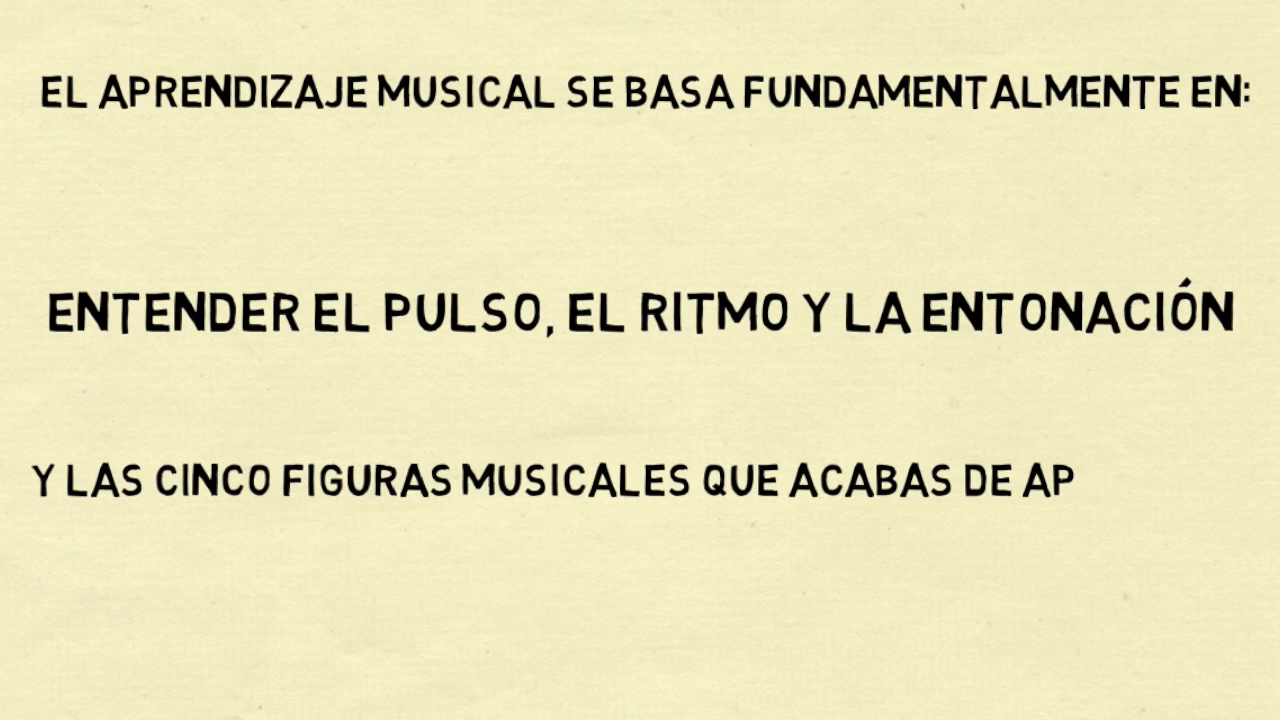 EL APRENDIZAJE MUSICAL SE BASA FUNDAMENTALMENTE EN:
ENTENDER EL PULSO, EL RITMO Y LA ENTONACIÓN
Y LAS CINCO FIGURAS MUSICALES QUE ACABAS DE AP